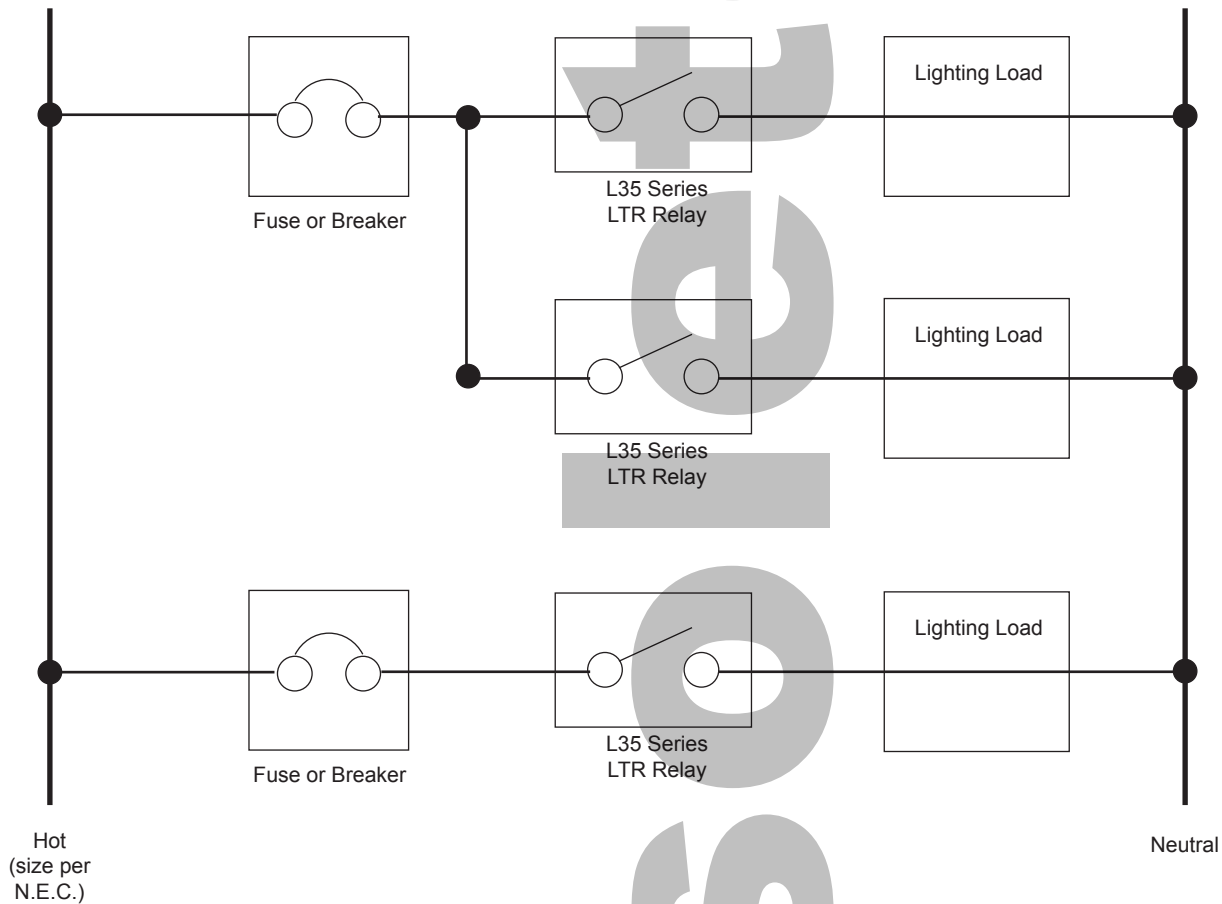 Lighting Load
L35 Series
LTR Relay
Fuse or Breaker
Lighting Load
L35 Series
LTR Relay
Lighting Load
L35 Series
LTR Relay
Fuse or Breaker
Hot
(size per
N.E.C.)
Neutral
solet